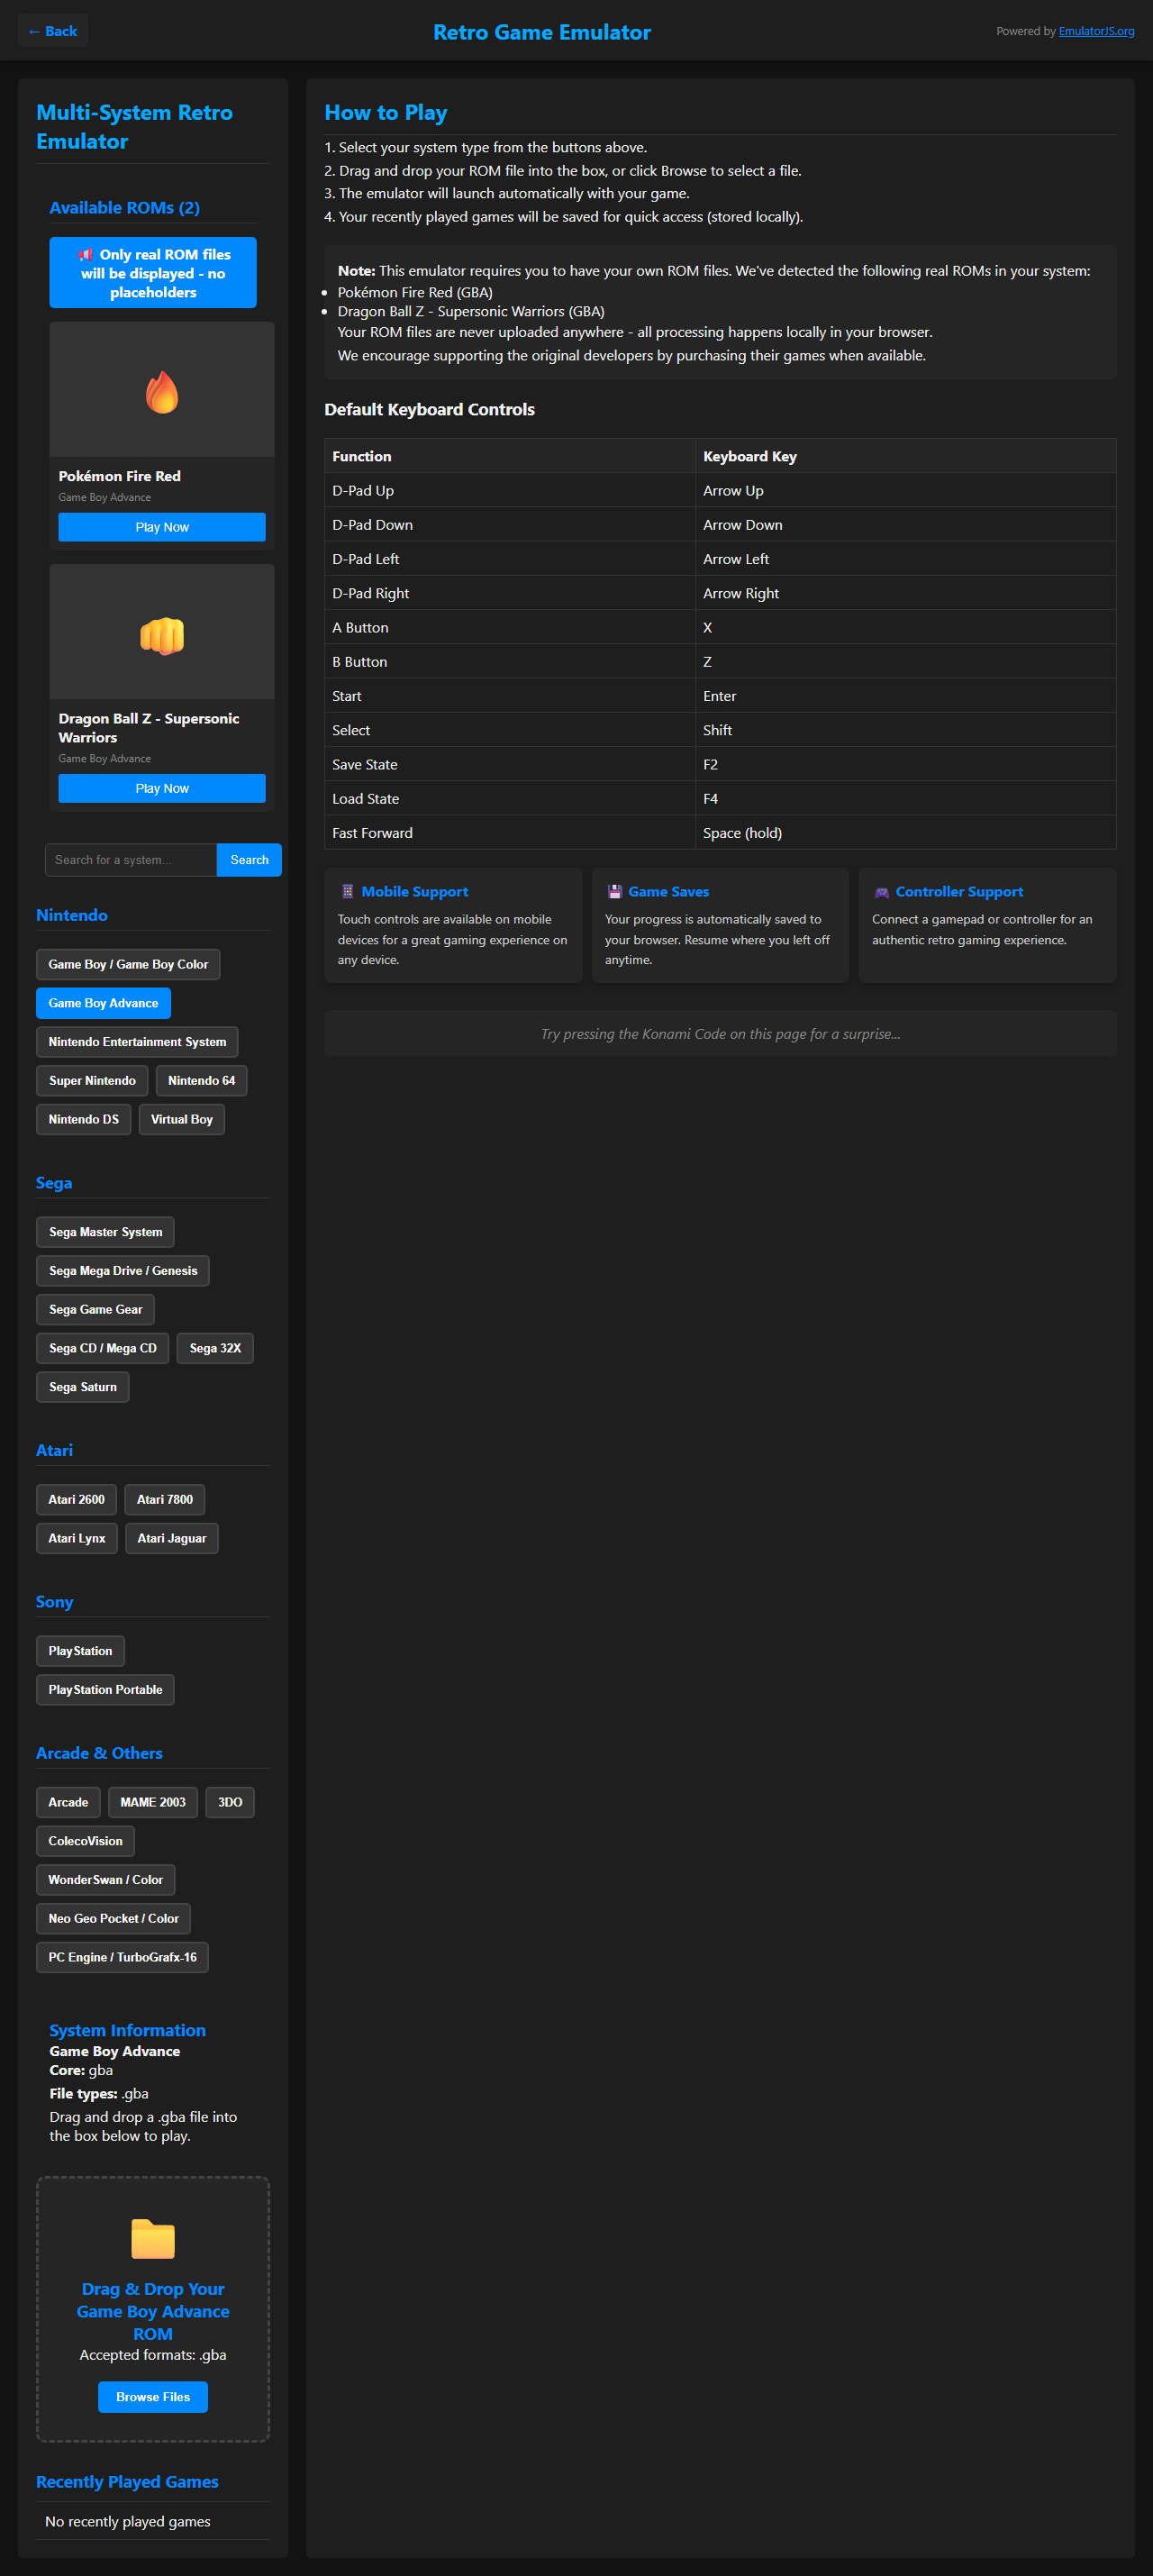 ← Back
Retro Game Emulator
Powered by EmulatorJS.org
Multi-System Retro
Emulator
Available ROMs (2)
Only real ROM files
will be displayed - no
placeholders
Pokémon Fire Red
Game Boy Advance
Play Now
Dragon Ball Z - Supersonic
Warriors
Game Boy Advance
Play Now
Search for a system...
Search
Nintendo
Game Boy / Game Boy Color
Game Boy Advance
Nintendo Entertainment System
Super Nintendo
Nintendo 64
Nintendo DS
Virtual Boy
Sega
Sega Master System
Sega Mega Drive / Genesis
Sega Game Gear
Sega CD / Mega CD
Sega 32X
Sega Saturn
Atari
Atari 2600
Atari 7800
Atari Lynx
Atari Jaguar
Sony
PlayStation
PlayStation Portable
Arcade & Others
Arcade
MAME 2003
3DO
ColecoVision
WonderSwan / Color
Neo Geo Pocket / Color
PC Engine / TurboGrafx-16
System Information
Game Boy Advance
Core: gba
File types: .gba
Drag and drop a .gba file into
the box below to play.
Drag & Drop Your
Game Boy Advance
ROM
Accepted formats: .gba
Browse Files
Recently Played Games
No recently played games
How to Play
1. Select your system type from the buttons above.
2. Drag and drop your ROM file into the box, or click Browse to select a file.
3. The emulator will launch automatically with your game.
4. Your recently played games will be saved for quick access (stored locally).
Note: This emulator requires you to have your own ROM files. We've detected the following real ROMs in your system:
• Pokémon Fire Red (GBA)
• Dragon Ball Z - Supersonic Warriors (GBA)
Your ROM files are never uploaded anywhere - all processing happens locally in your browser.
We encourage supporting the original developers by purchasing their games when available.
Default Keyboard Controls
Function Keyboard Key
D-Pad Up Arrow Up
D-Pad Down Arrow Down
D-Pad Left Arrow Left
D-Pad Right Arrow Right
A Button X
B Button Z
Start Enter
Select Shift
Save State F2
Load State F4
Fast Forward Space (hold)
Mobile Support
Touch controls are available on mobile
devices for a great gaming experience on
any device.
Game Saves
Your progress is automatically saved to
your browser. Resume where you left off
anytime.
Controller Support
Connect a gamepad or controller for an
authentic retro gaming experience.
Try pressing the Konami Code on this page for a surprise...